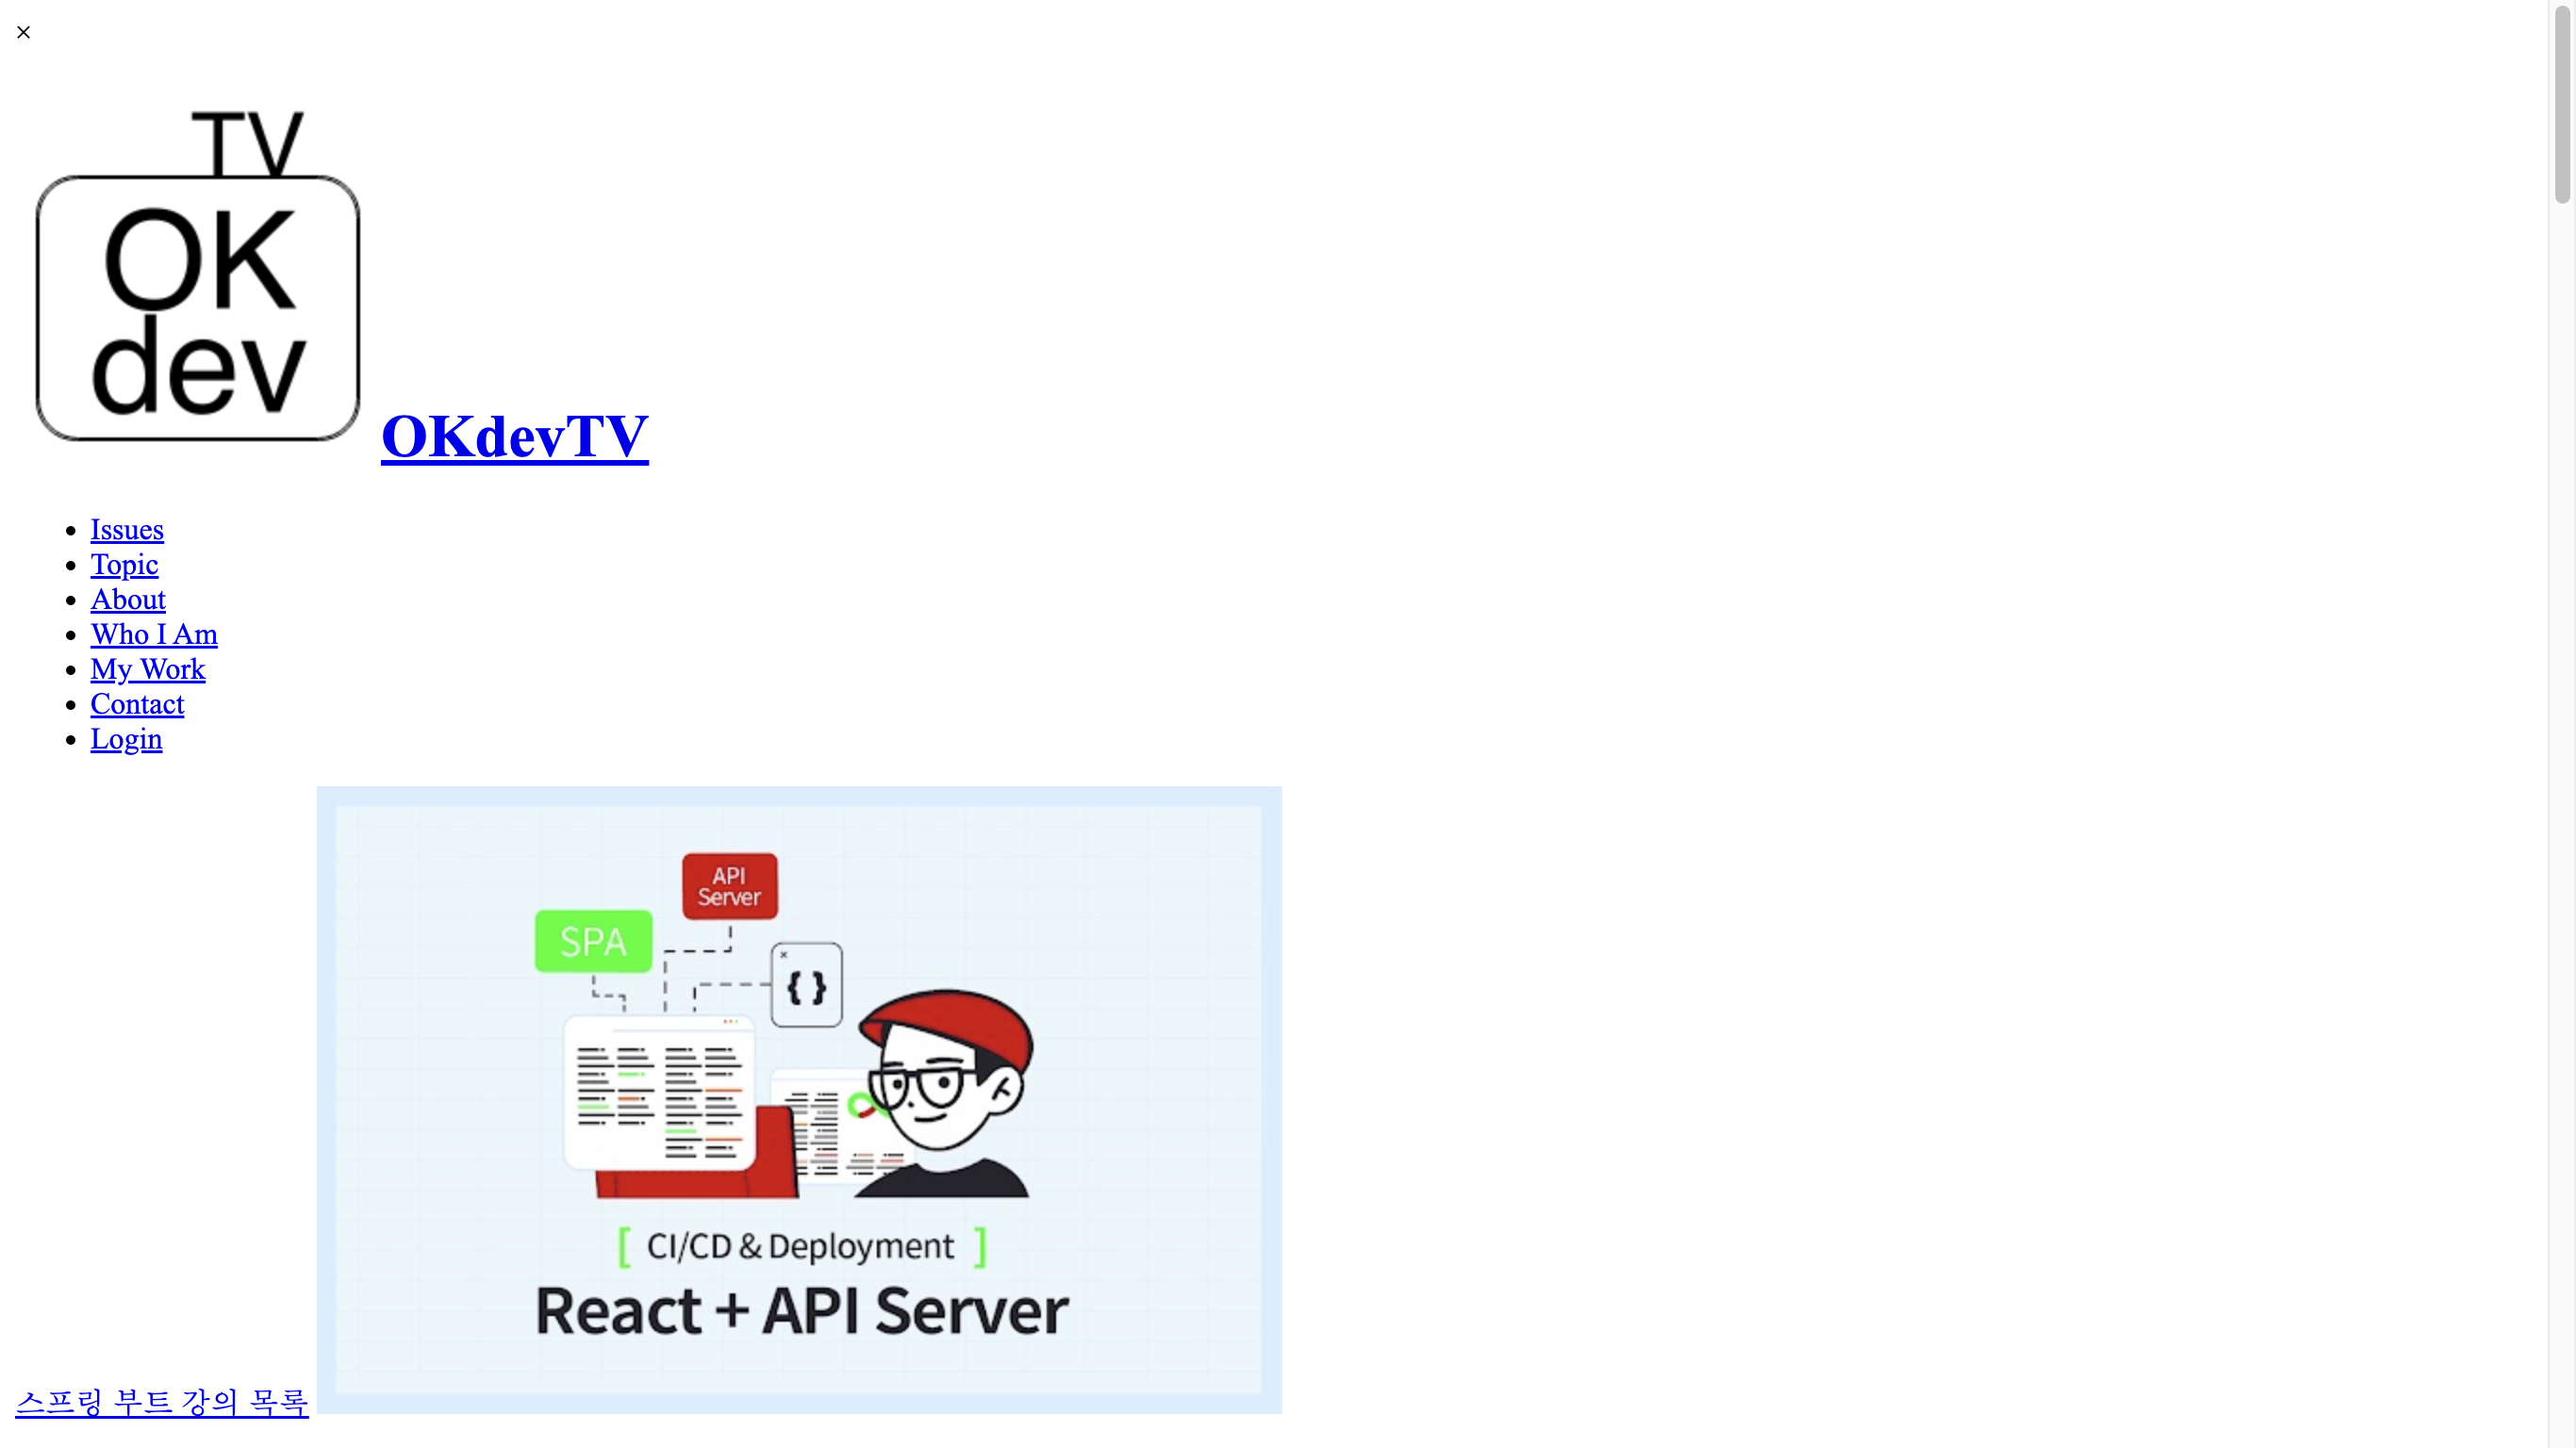 ×
TV
OK
dev
OKdevTV
Issues
Topic
About
Who I Am
My Work
Contact
Login
API
Server
SPA
×
{ }
[ CI/CD & Deployment ]
React + API Server
스프링 부트 강의 목록